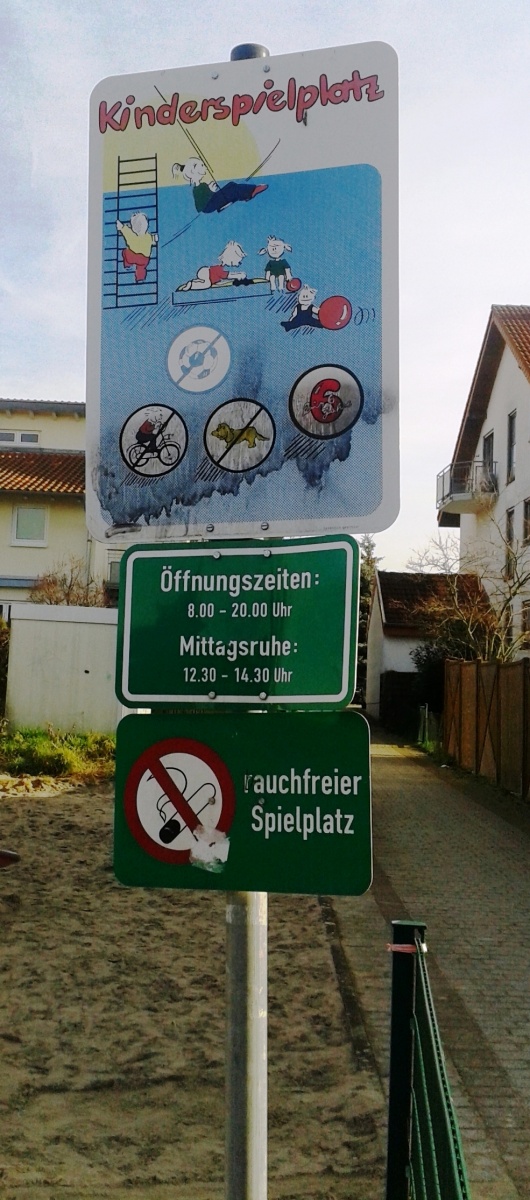 Kinderspielplatz
Öffnungszeiten:
8.00 - 20.00 Uhr
Mittagsruhe:
12.30 - 14.30 Uhr
rauchfreier
Spielplatz